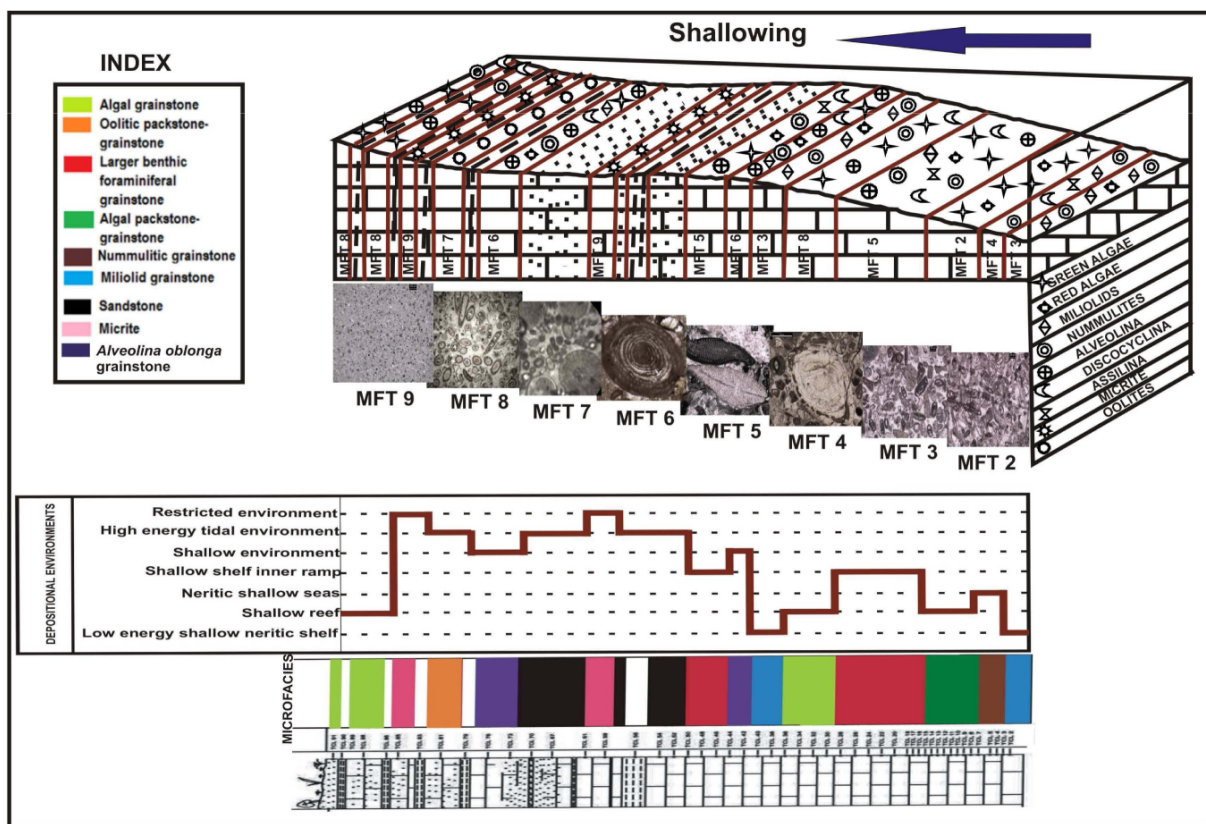 Shallowing
INDEX
Algal grainstone
Oolitic packstone-
grainstone
Larger benthic
foraminiferal
grainstone
Algal packstone-
grainstone
Nummulitic grainstone
Miliolid grainstone
Sandstone
Micrite
Alveolina oblonga
grainstone
MFT 8
MFT 8
MFT 9
MFT 7
MFT 6
MFT 9
MFT 5
MFT 6
MFT 3
MFT 8
MFT 5
MFT 2
MFT 4
MFT 3
GREEN ALGAE
RED ALGAE
MILIOLIDS
NUMMULITES
ALVEOLINA
DISCOCYCLINA
ASSILINA
MICRITE
OOLITES
MFT 9
MFT 8
MFT 7
MFT 6
MFT 5
MFT 4
MFT 3
MFT 2
DEPOSITIONAL ENVIRONMENTS
Restricted environment
High energy tidal environment
Shallow environment
Shallow shelf inner ramp
Neritic shallow seas
Shallow reef
Low energy shallow neritic shelf
MICROFACIES